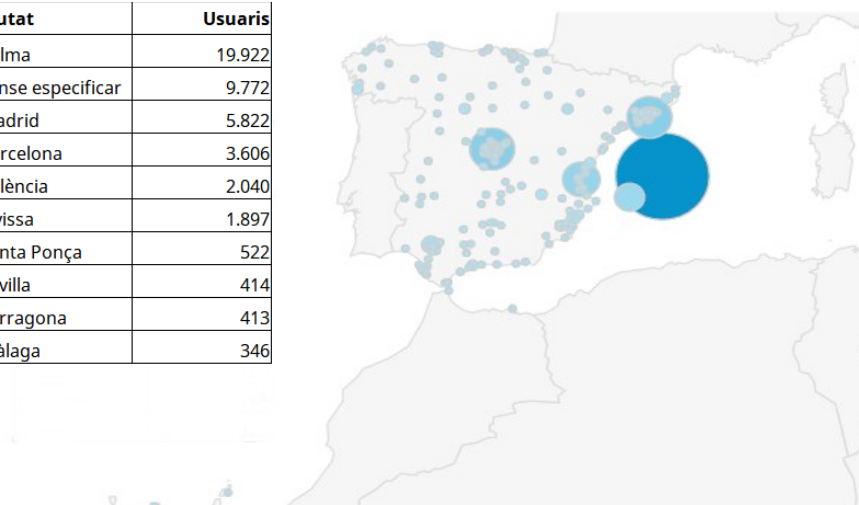 utat Usuaris
lma 19.922
nse especificar 9.772
adrid 5.822
rcelona 3.606
lència 2.040
vissa 1.897
nta Ponça 522
villa 414
rragona 413
àlaga 346